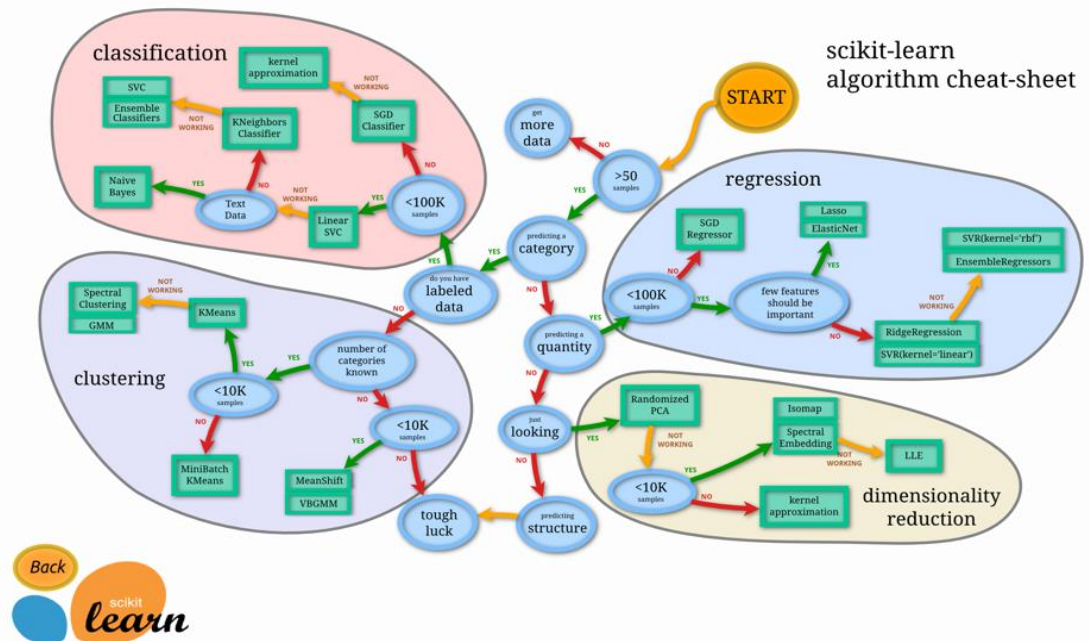 scikit-learn
algorithm cheat-sheet
START
classification
kernel
approximation
NOT
WORKING
SVC
Ensemble
Classifiers
NOT
WORKING
KNeighbors
Classifier
SGD
Classifier
NO
Naive
Bayes
YES
Text
Data
NO
NOT
WORKING
Linear
SVC
YES
<100K
samples
YES
get
more
data
NO
>50
samples
YES
predicting a
category
YES
NO
do you have
labeled
data
NO
predicting a
quantity
YES
NO
just
looking
YES
NO
predicting
structure
tough
luck
regression
SGD
Regressor
NO
<100K
samples
YES
few features
should be
important
YES
Lasso
ElasticNet
NO
RidgeRegression
SVR(kernel='linear')
NOT
WORKING
SVR(kernel='rbf')
EnsembleRegressors
clustering
Spectral
Clustering
GMM
NOT
WORKING
KMeans
YES
<10K
samples
NO
MiniBatch
KMeans
YES
number of
categories
known
NO
<10K
samples
YES
NO
MeanShift
VBGMM
dimensionality
reduction
Randomized
PCA
NOT
WORKING
<10K
samples
YES
NO
Isomap
Spectral
Embedding
NOT
WORKING
LLE
kernel
approximation
Back
scikit
learn